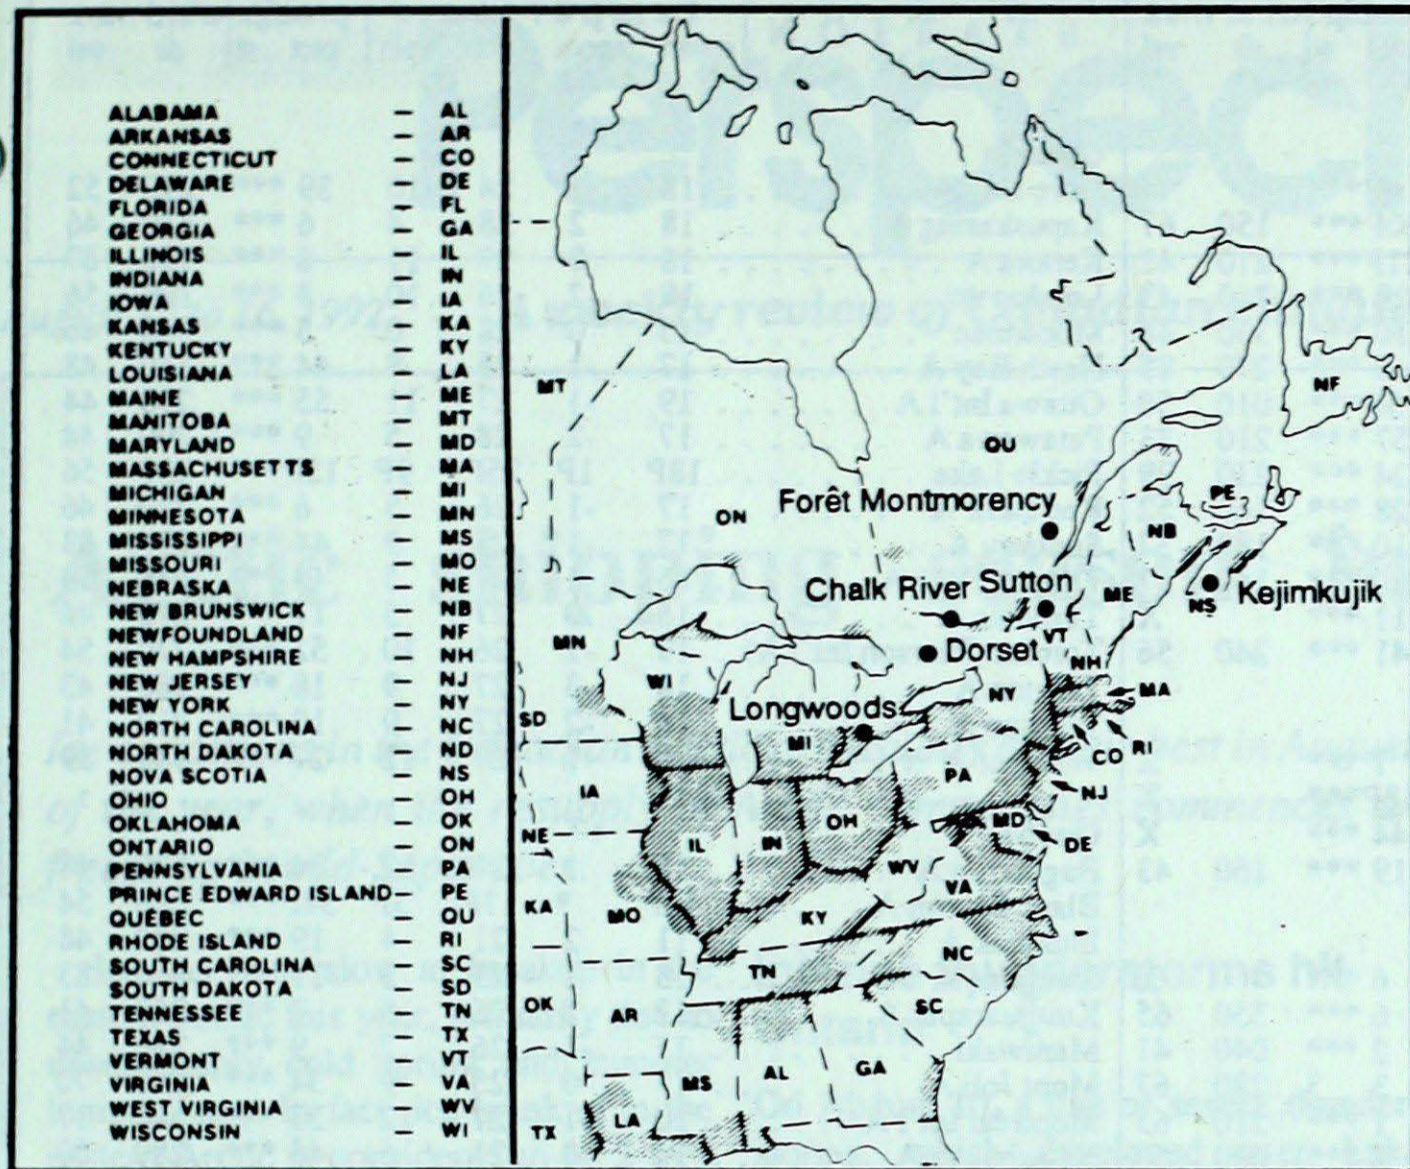 ALABAMA – AL
ARKANSAS – AR
CONNECTICUT – CO
DELAWARE – DE
FLORIDA – FL
GEORGIA – GA
ILLINOIS – IL
INDIANA – IN
IOWA – IA
KANSAS – KA
KENTUCKY – KY
LOUISIANA – LA
MAINE – ME
MANITOBA – MT
MARYLAND – MD
MASSACHUSETTS – MA
MICHIGAN – MI
MINNESOTA – MN
MISSISSIPPI – MS
MISSOURI – MO
NEBRASKA – NE
NEW BRUNSWICK – NB
NEWFOUNDLAND – NF
NEW HAMPSHIRE – NH
NEW JERSEY – NJ
NEW YORK – NY
NORTH CAROLINA – NC
NORTH DAKOTA – ND
NOVA SCOTIA – NS
OHIO – OH
OKLAHOMA – OK
ONTARIO – ON
PENNSYLVANIA – PA
PRINCE EDWARD ISLAND – PE
QUÉBEC – QU
RHODE ISLAND – RI
SOUTH CAROLINA – SC
SOUTH DAKOTA – SD
TENNESSEE – TN
TEXAS – TX
VERMONT – VT
VIRGINIA – VA
WEST VIRGINIA – WV
WISCONSIN – WI
MT
NF
QU
Forêt Montmorency
PE
ON
NB
Chalk River Sutton
ME
NS
Kejimkujik
MN
VT
Dorset
NH
WI
NY
MA
SD
Longwoods
MI
RI
CO
IA
PA
NJ
NE
IL
IN
OH
MD
DE
WV
VA
KA
MO
KY
NC
TN
OK
AR
SC
MS
AL
GA
TX
LA